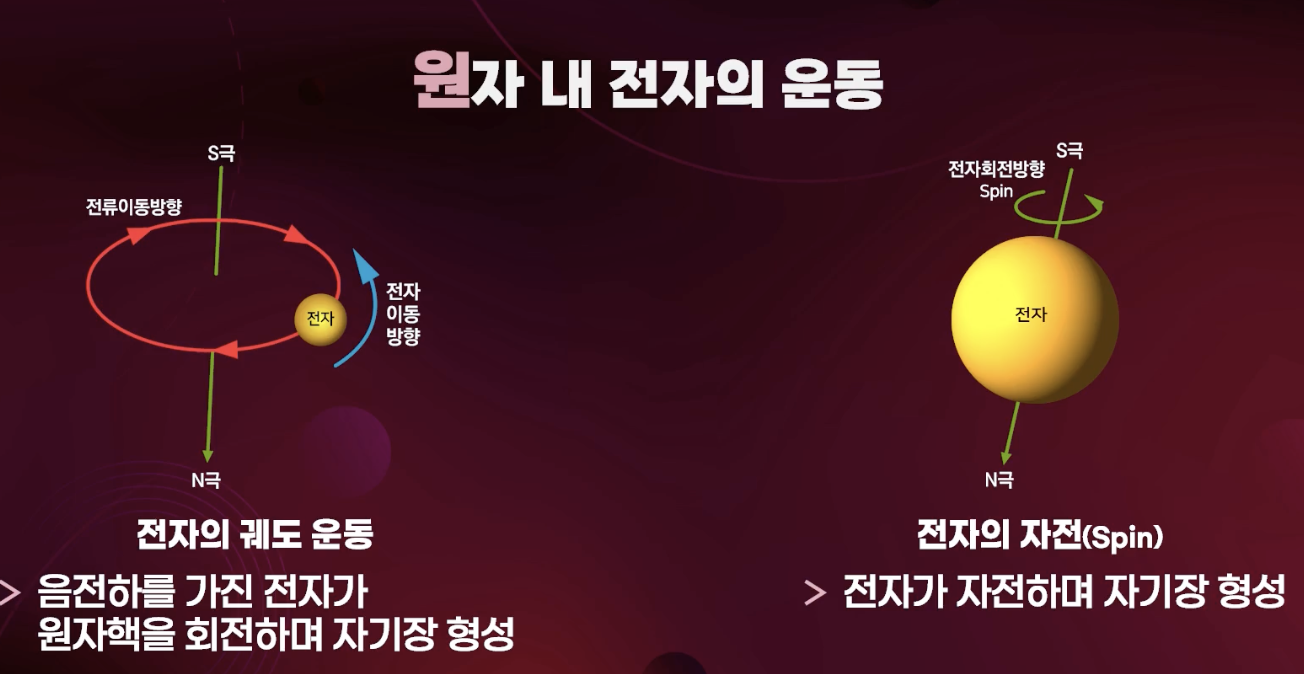 원자 내 전자의 운동
S극
전류이동방향
전자
전자
이동
방향
N극
전자의 궤도 운동
음전하를 가진 전자가
원자핵을 회전하며 자기장 형성
S극
전자회전방향
Spin
전자
N극
전자의 자전(Spin)
전자가 자전하며 자기장 형성